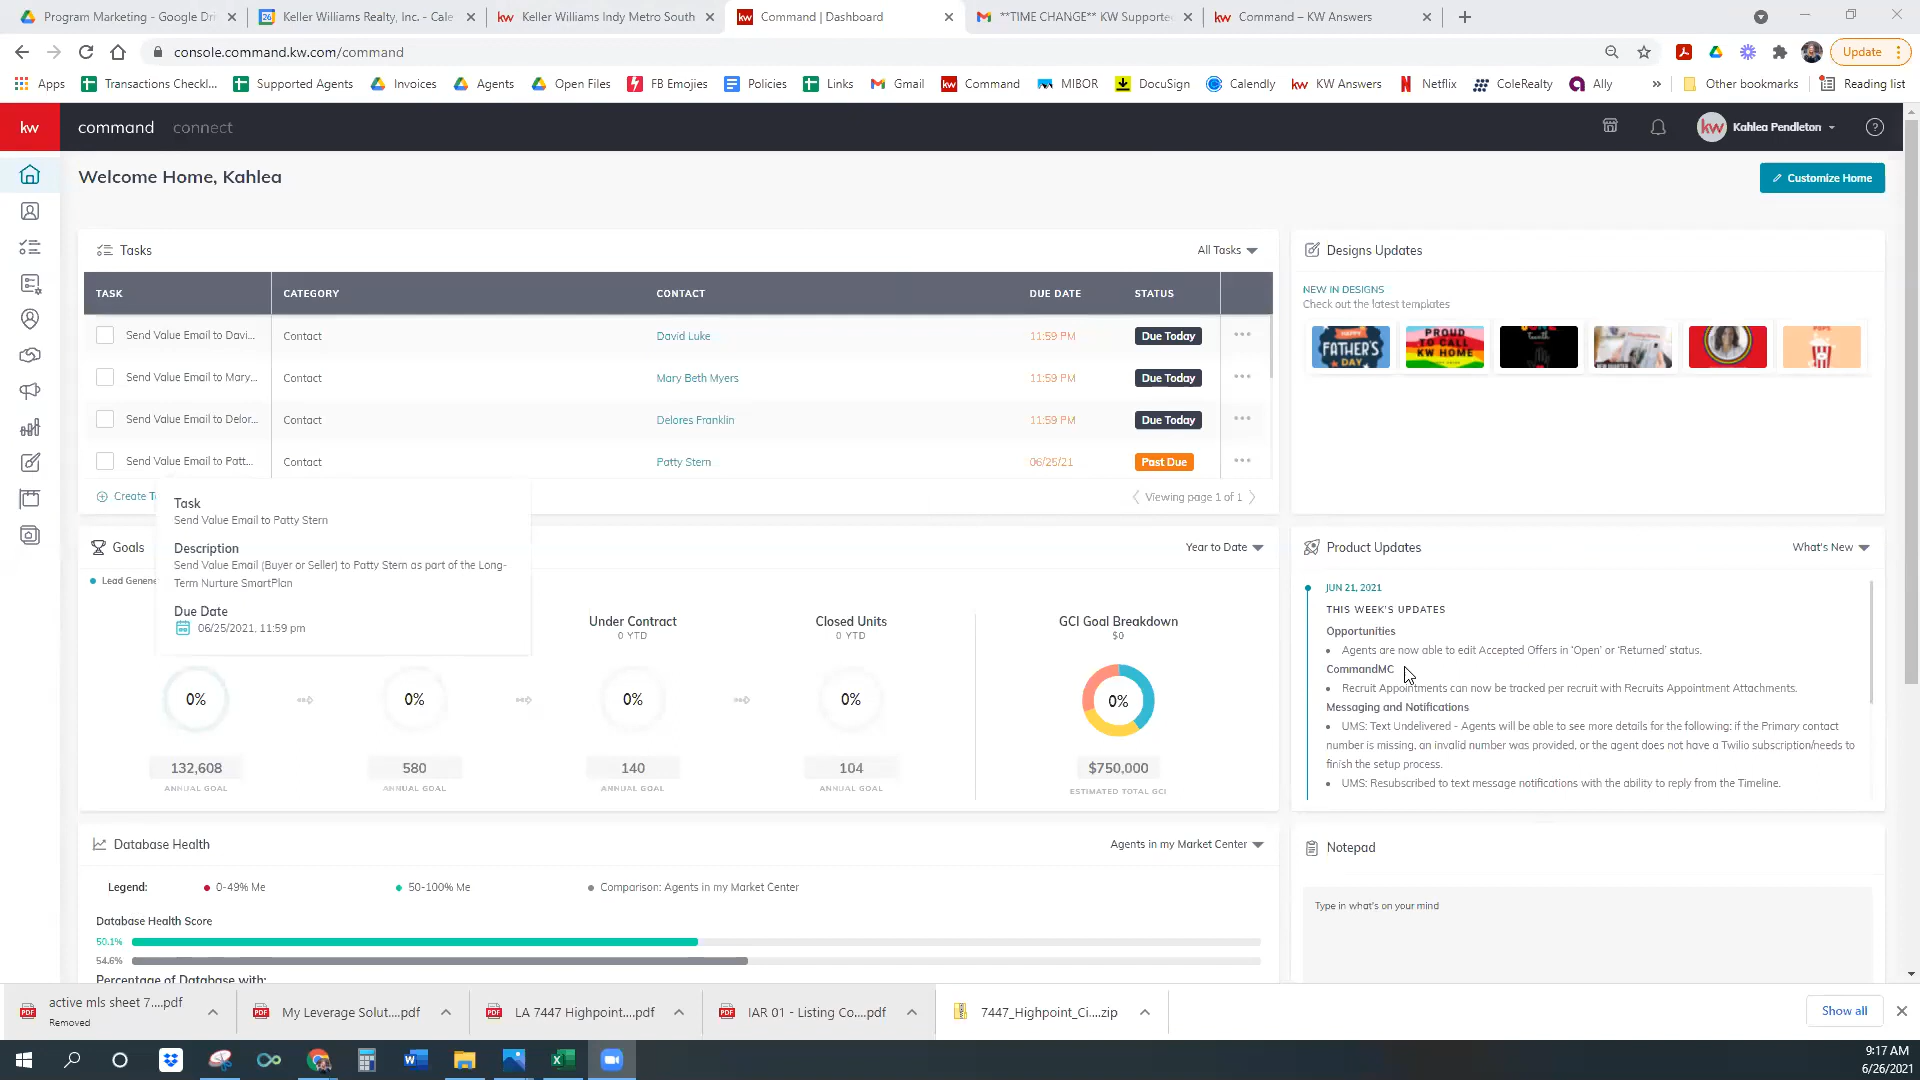 Program Marketing - Google Dri
Keller Williams Realty, Inc. - Cale
Keller Williams Indy Metro South
Command | Dashboard
**TIME CHANGE** KW Supporte
Command – KW Answers
console.command.kw.com/command
Update
Apps
Transactions Checkl...
Supported Agents
Invoices
Agents
Open Files
FB Emojies
Policies
Links
Gmail
Command
MIBOR
DocuSign
Calendly
KW Answers
Netflix
ColeRealty
Ally
»
Other bookmarks
Reading list
kw
command
connect
kw
Kahlea Pendleton
Welcome Home, Kahlea
Customize Home
Tasks
All Tasks
TASK
CATEGORY
CONTACT
DUE DATE
STATUS
Send Value Email to Davi...
Contact
David Luke
11:59 PM
Due Today
Send Value Email to Mary...
Contact
Mary Beth Myers
11:59 PM
Due Today
Send Value Email to Delor...
Contact
Delores Franklin
11:59 PM
Due Today
Send Value Email to Patt...
Contact
Patty Stern
06/25/21
Past Due
Create T
Viewing page 1 of 1
Task
Send Value Email to Patty Stern
Description
Send Value Email (Buyer or Seller) to Patty Stern as part of the Long-
Term Nurture SmartPlan
Due Date
06/25/2021, 11:59 pm
Designs Updates
NEW IN DESIGNS
Check out the latest templates
HAPPY
FATHER'S
DAY
PROUD
TO CALL
KW HOME
POPS
Goals
Year to Date
Lead Genera
Under Contract
0 YTD
Closed Units
0 YTD
GCI Goal Breakdown
$0
0%
0%
0%
0%
0%
132,608
ANNUAL GOAL
580
ANNUAL GOAL
140
ANNUAL GOAL
104
ANNUAL GOAL
$750,000
ESTIMATED TOTAL GCI
Product Updates
What's New
JUN 21, 2021
THIS WEEK'S UPDATES
Opportunities
• Agents are now able to edit Accepted Offers in 'Open' or 'Returned' status.
CommandMC
• Recruit Appointments can now be tracked per recruit with Recruits Appointment Attachments.
Messaging and Notifications
• UMS: Text Undelivered - Agents will be able to see more details for the following: if the Primary contact
number is missing, an invalid number was provided, or the agent does not have a Twilio subscription/needs to
finish the setup process.
• UMS: Resubscribed to text message notifications with the ability to reply from the Timeline.
Database Health
Agents in my Market Center
Legend:
0-49% Me
50-100% Me
Comparison: Agents in my Market Center
Database Health Score
50.1%
54.6%
Percentage of Database with:
Notepad
Type in what's on your mind
active mls sheet 7....pdf
Removed
My Leverage Solut....pdf
LA 7447 Highpoint....pdf
IAR 01 - Listing Co....pdf
7447_Highpoint_Ci....zip
Show all
9:17 AM
6/26/2021